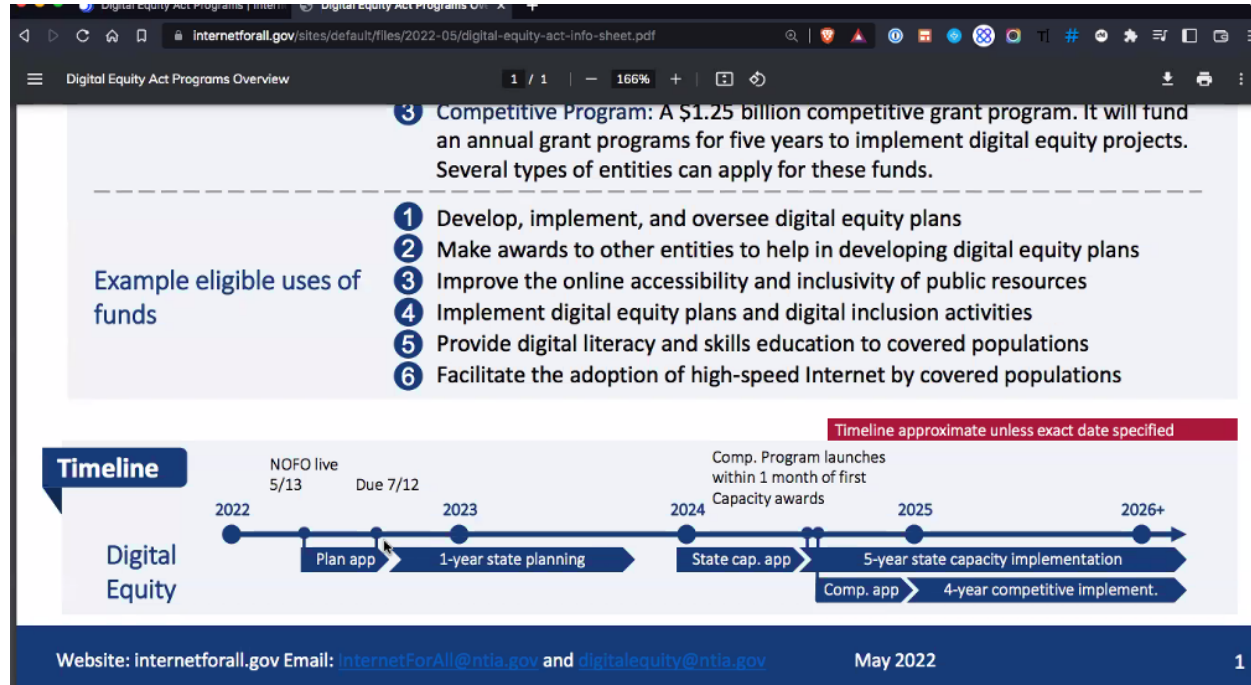 Digital Equity Act Programs | Intern
Digital Equity Act Programs Ov
internetforall.gov/sites/default/files/2022-05/digital-equity-act-info-sheet.pdf
Digital Equity Act Programs Overview
1 / 1
166%
3 Competitive Program: A $1.25 billion competitive grant program. It will fund
an annual grant programs for five years to implement digital equity projects.
Several types of entities can apply for these funds.
Example eligible uses of
funds
1 Develop, implement, and oversee digital equity plans
2 Make awards to other entities to help in developing digital equity plans
3 Improve the online accessibility and inclusivity of public resources
4 Implement digital equity plans and digital inclusion activities
5 Provide digital literacy and skills education to covered populations
6 Facilitate the adoption of high-speed Internet by covered populations
Timeline approximate unless exact date specified
Timeline
NOFO live
5/13
Due 7/12
Comp. Program launches
within 1 month of first
Capacity awards
2022
2023
2024
2025
2026+
Digital
Equity
Plan app
1-year state planning
State cap. app
5-year state capacity implementation
Comp. app
4-year competitive implement.
Website: internetforall.gov Email: InternetForAll@ntia.gov and digitalequity@ntia.gov
May 2022
1